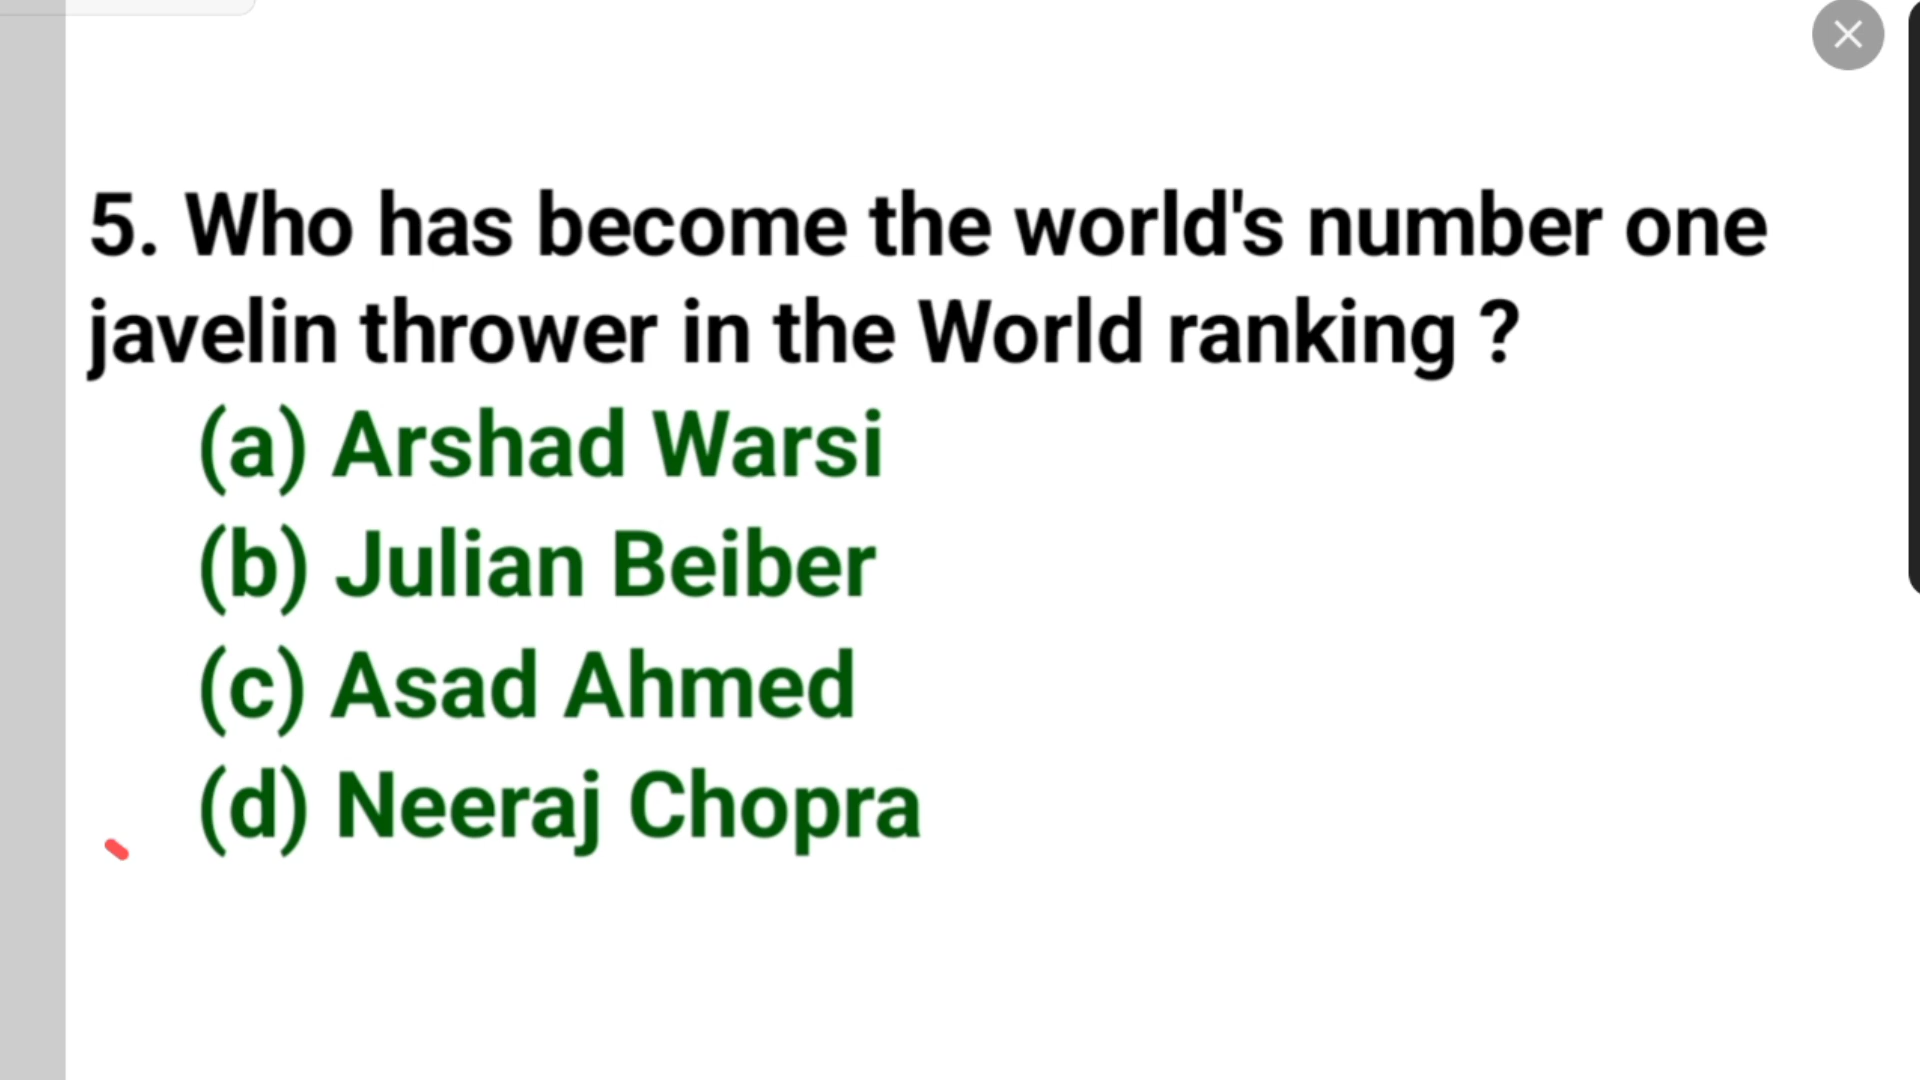 5. Who has become the world's number one
javelin thrower in the World ranking ?
(a) Arshad Warsi
(b) Julian Beiber
(c) Asad Ahmed
(d) Neeraj Chopra